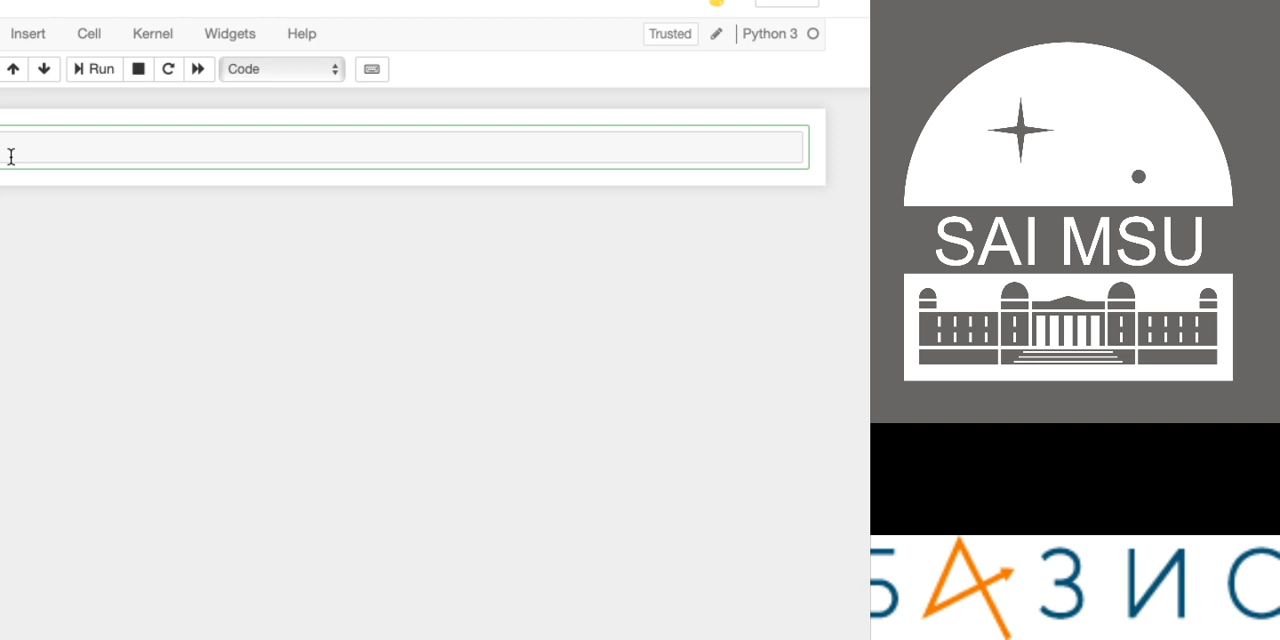 Insert Cell Kernel Widgets Help Trusted Python 3
Run Code
SAI MSU
БАЗИС